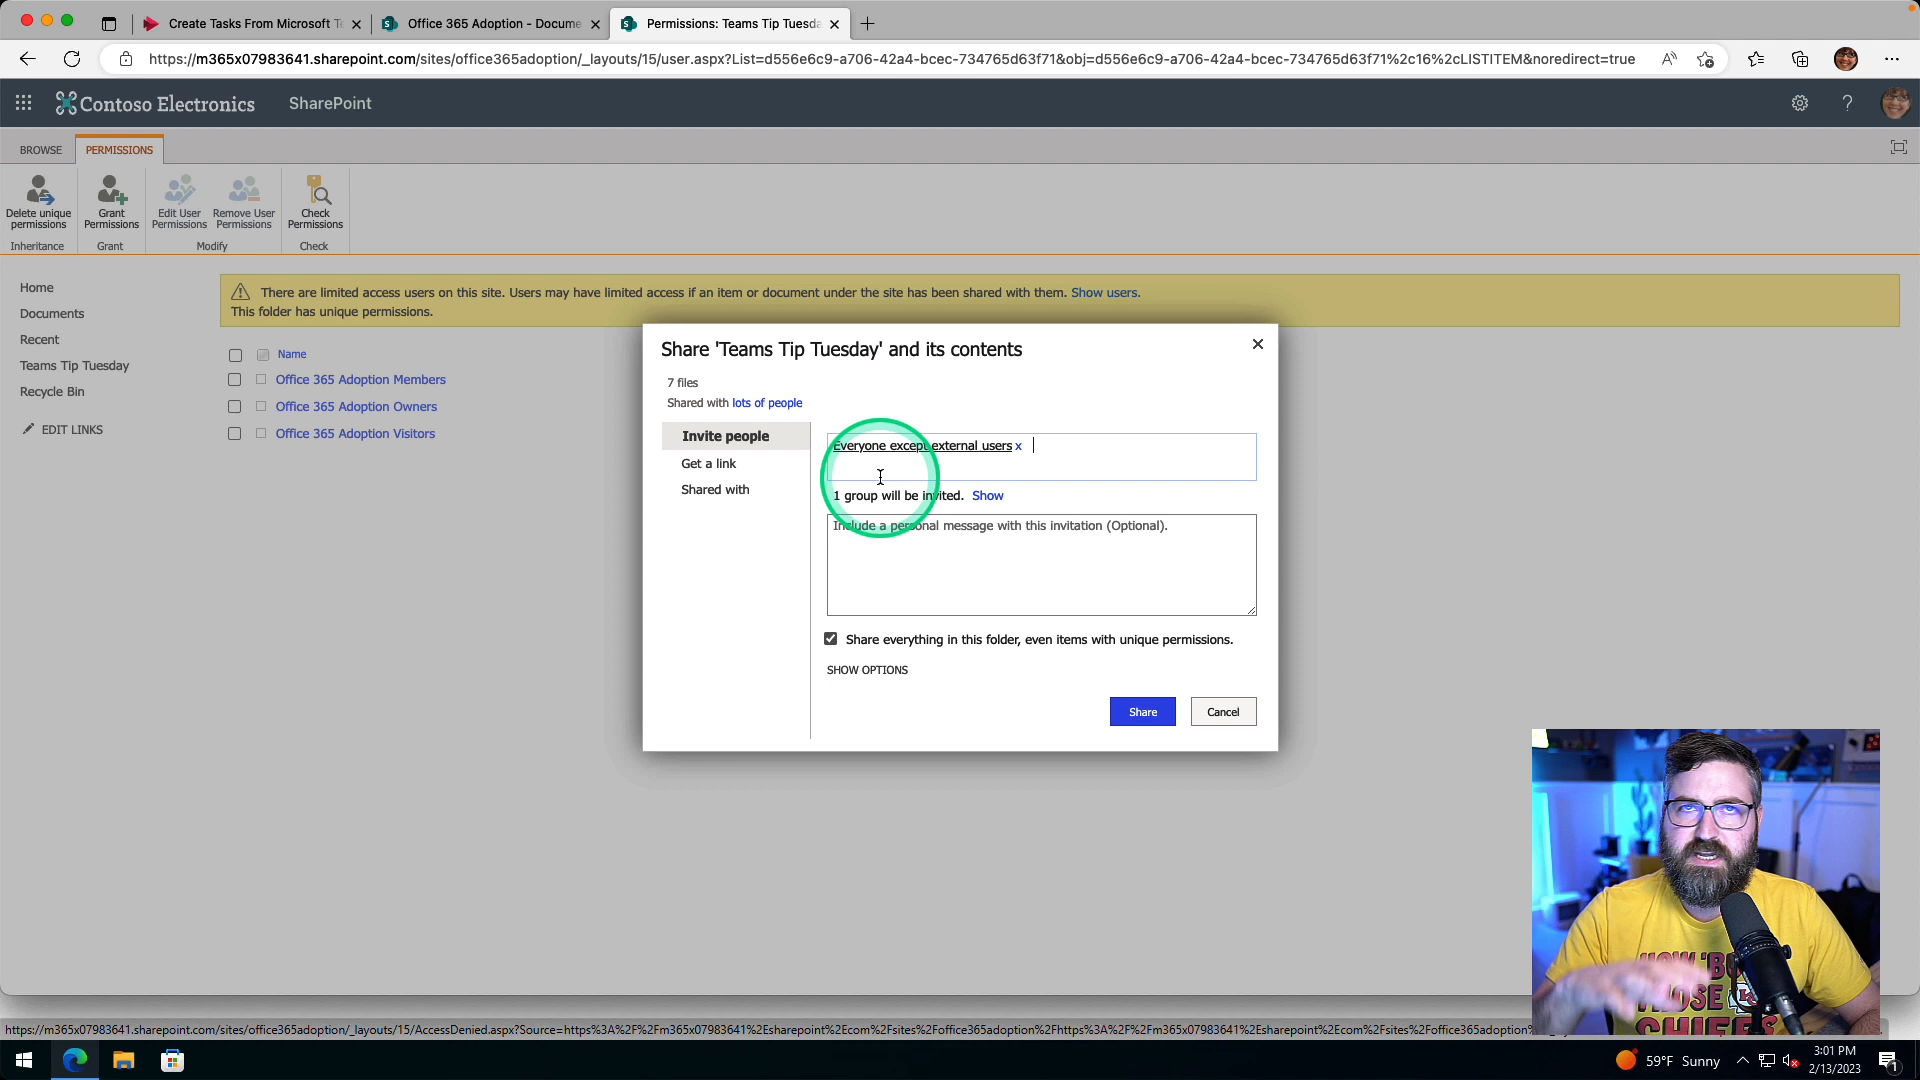 Create Tasks From Microsoft Te
Office 365 Adoption - Docume
Permissions: Teams Tip Tuesda
https://m365x07983641.sharepoint.com/sites/office365adoption/_layouts/15/user.aspx?List=d556e6c9-a706-42a4-bcec-734765d63f71&obj=d556e6c9-a706-42a4-bcec-734765d63f71%2c16%2cLISTITEM&noredirect=true
Contoso Electronics
SharePoint
BROWSE
PERMISSIONS
Delete unique permissions
Grant Permissions
Edit User Permissions
Remove User Permissions
Check Permissions
Inheritance
Grant
Modify
Check
Home
Documents
Recent
Teams Tip Tuesday
Recycle Bin
EDIT LINKS
There are limited access users on this site. Users may have limited access if an item or document under the site has been shared with them. Show users.
This folder has unique permissions.
Name
Office 365 Adoption Members
Office 365 Adoption Owners
Office 365 Adoption Visitors
Share 'Teams Tip Tuesday' and its contents
7 files
Shared with lots of people
Invite people
Get a link
Shared with
Everyone except external users x
1 group will be invited. Show
Include a personal message with this invitation (Optional).
Share everything in this folder, even items with unique permissions.
SHOW OPTIONS
Share
Cancel
CHIEFS
59°F Sunny
3:01 PM
2/13/2023
1